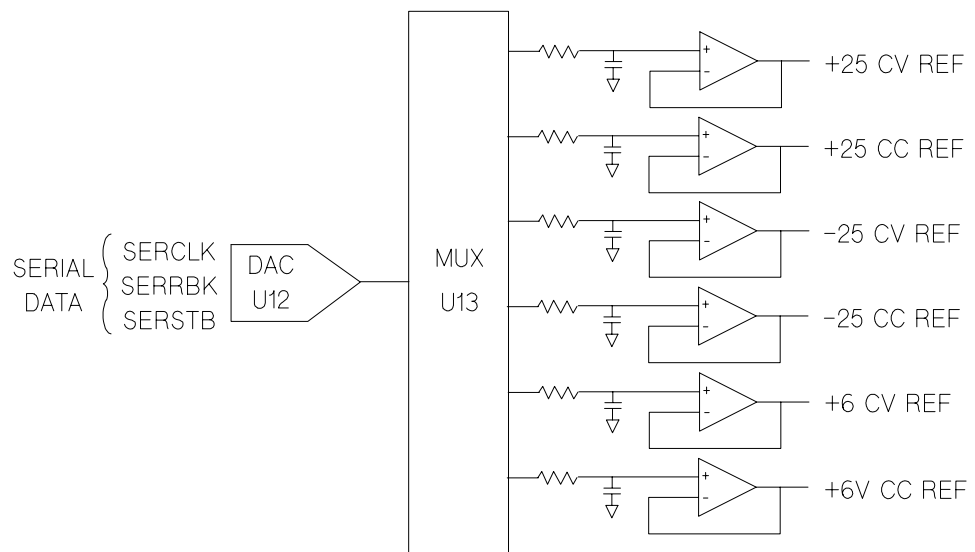 SERIAL
DATA
SERCLK
SERRBK
SERSTB
DAC
U12
MUX
U13
+
−
+25 CV REF
+
−
+25 CC REF
+
−
−25 CV REF
+
−
−25 CC REF
+
−
+6 CV REF
+
−
+6V CC REF